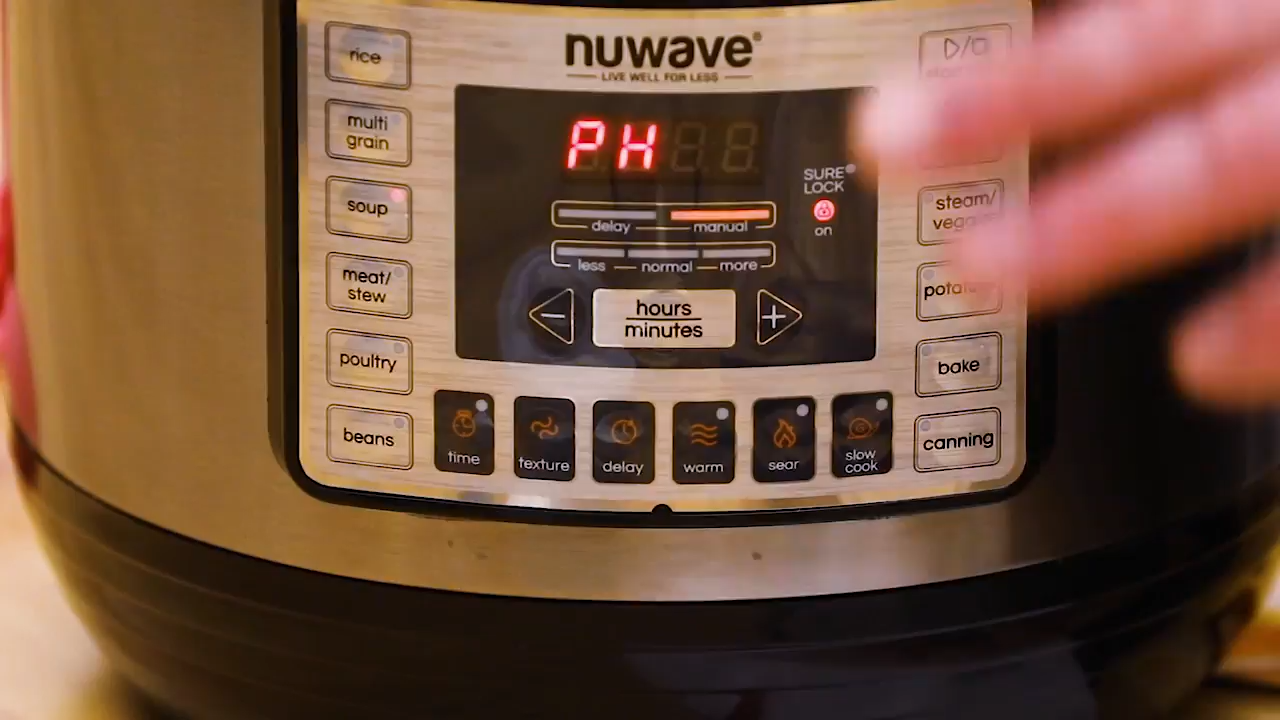 nuwave®
LIVE WELL FOR LESS
rice
multi
grain
soup
meat/
stew
poultry
beans
PH
SURE
LOCK
on
delay
manual
less
normal
more
hours
minutes
time
texture
delay
warm
sear
slow
cook
steam/
bake
canning